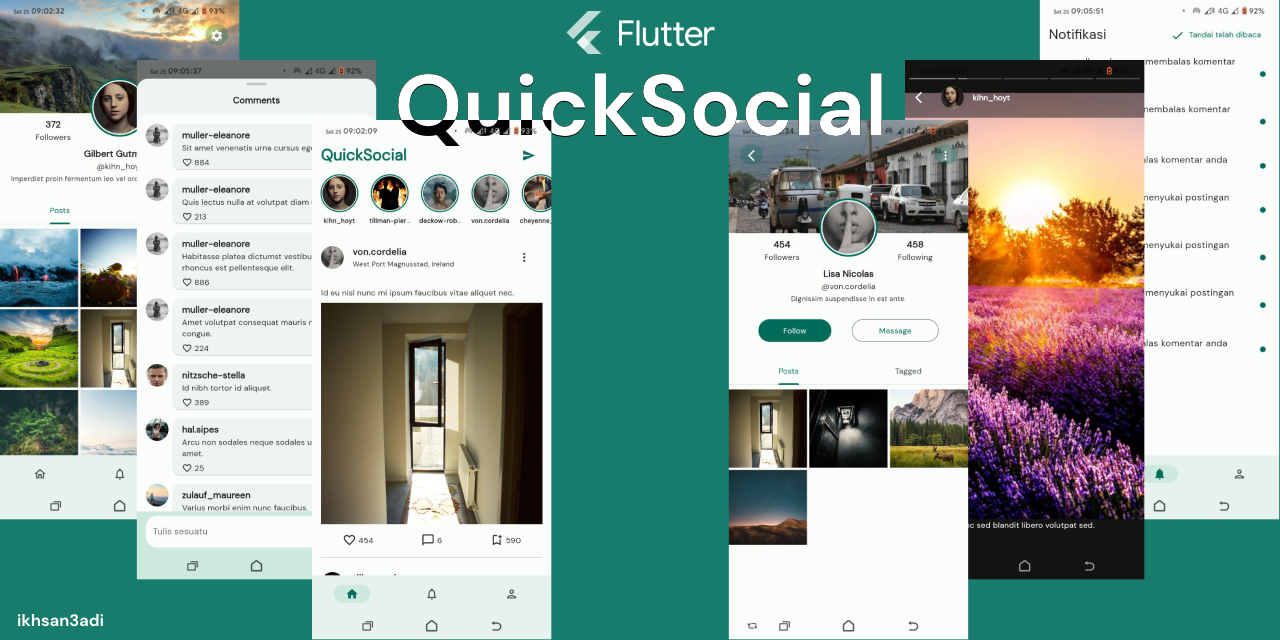 Flutter
QuickSocial
Sat 25 09:02:32
4G
93%
372
Followers
Gilbert Gutm
@kihn_hoy
Imperdiet proin fermentum leo vel orc
Posts
Sat 25 09:05:37
4G
92%
Comments
muller-eleanore
Sit amet venenatis urna cursus eg
884
muller-eleanore
Quis lectus nulla at volutpat diam
213
muller-eleanore
Habitasse platea dictumst vestibu
rhoncus est pellentesque elit.
886
muller-eleanore
Amet volutpat consequat mauris n
congue.
224
nitzsche-stella
Id nibh tortor id aliquet.
389
hal.sipes
Arcu non sodales neque sodales u
amet.
25
zulauf_maureen
Varius morbi enim nunc faucibus.
Tulis sesuatu
Sat 25 09:02:09
93%
QuickSocial
kihn_hoyt
tillman-pier...
deckow-rob...
von.cordelia
cheyenne
von.cordelia
West Port Magnusstad, Ireland
Id eu nisl nunc mi ipsum faucibus vitae aliquet nec.
454
6
590
93%
454
Followers
458
Following
Lisa Nicolas
@von.cordelia
Dignissim suspendisse in est ante.
Follow
Message
Posts
Tagged
kihn_hoyt
c sed blandit libero volutpat sed.
Sat 25 09:05:51
4G
92%
Notifikasi
Tandai telah dibaca
membalas komentar
membalas komentar
las komentar anda
menyukai postingan
menyukai postingan
menyukai postingan
las komentar anda
ikhsan3adi